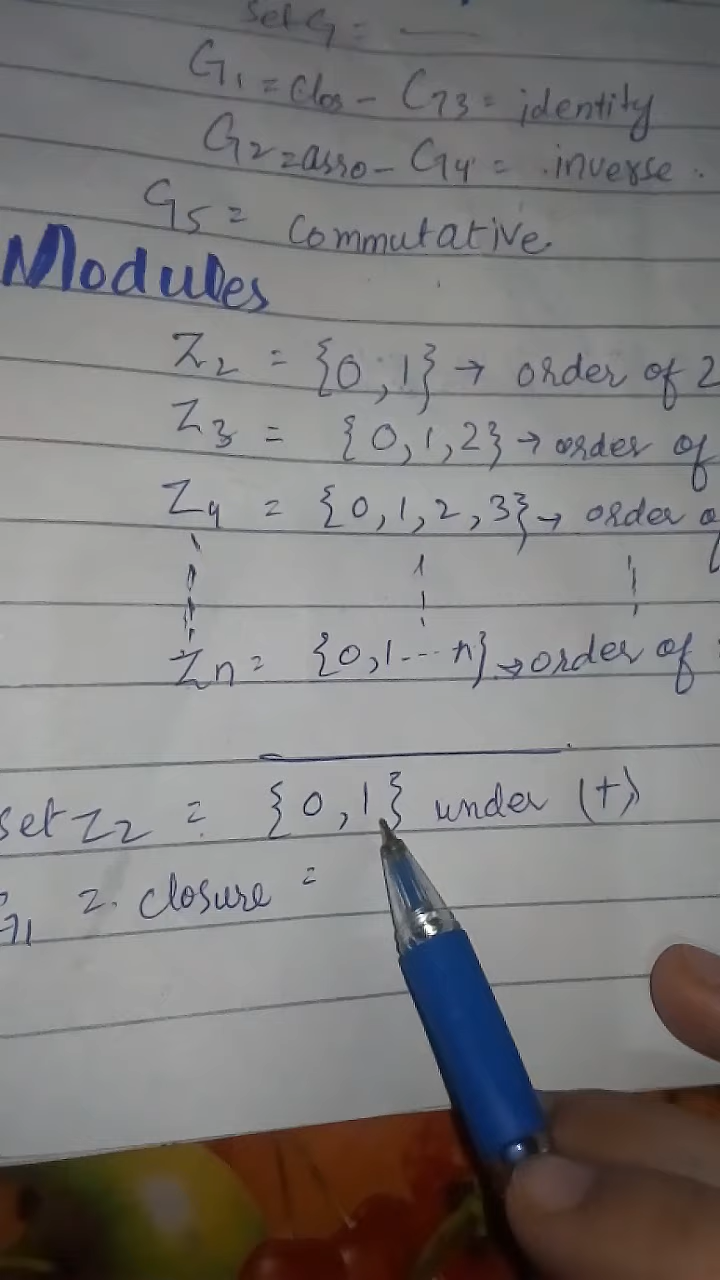 Set G = —
G1 = Clos - G3 = identity
G2 = asso - G4 = inverse.
G5 = Commutative
Modules
Z2 = {0, 1} → order of 2
Z3 = {0, 1, 2} → order of
Z4 = {0, 1, 2, 3} → order o
Zn = {0, 1 --- n} → order of
set Z2 = {0, 1} under (+)
G1 = closure =